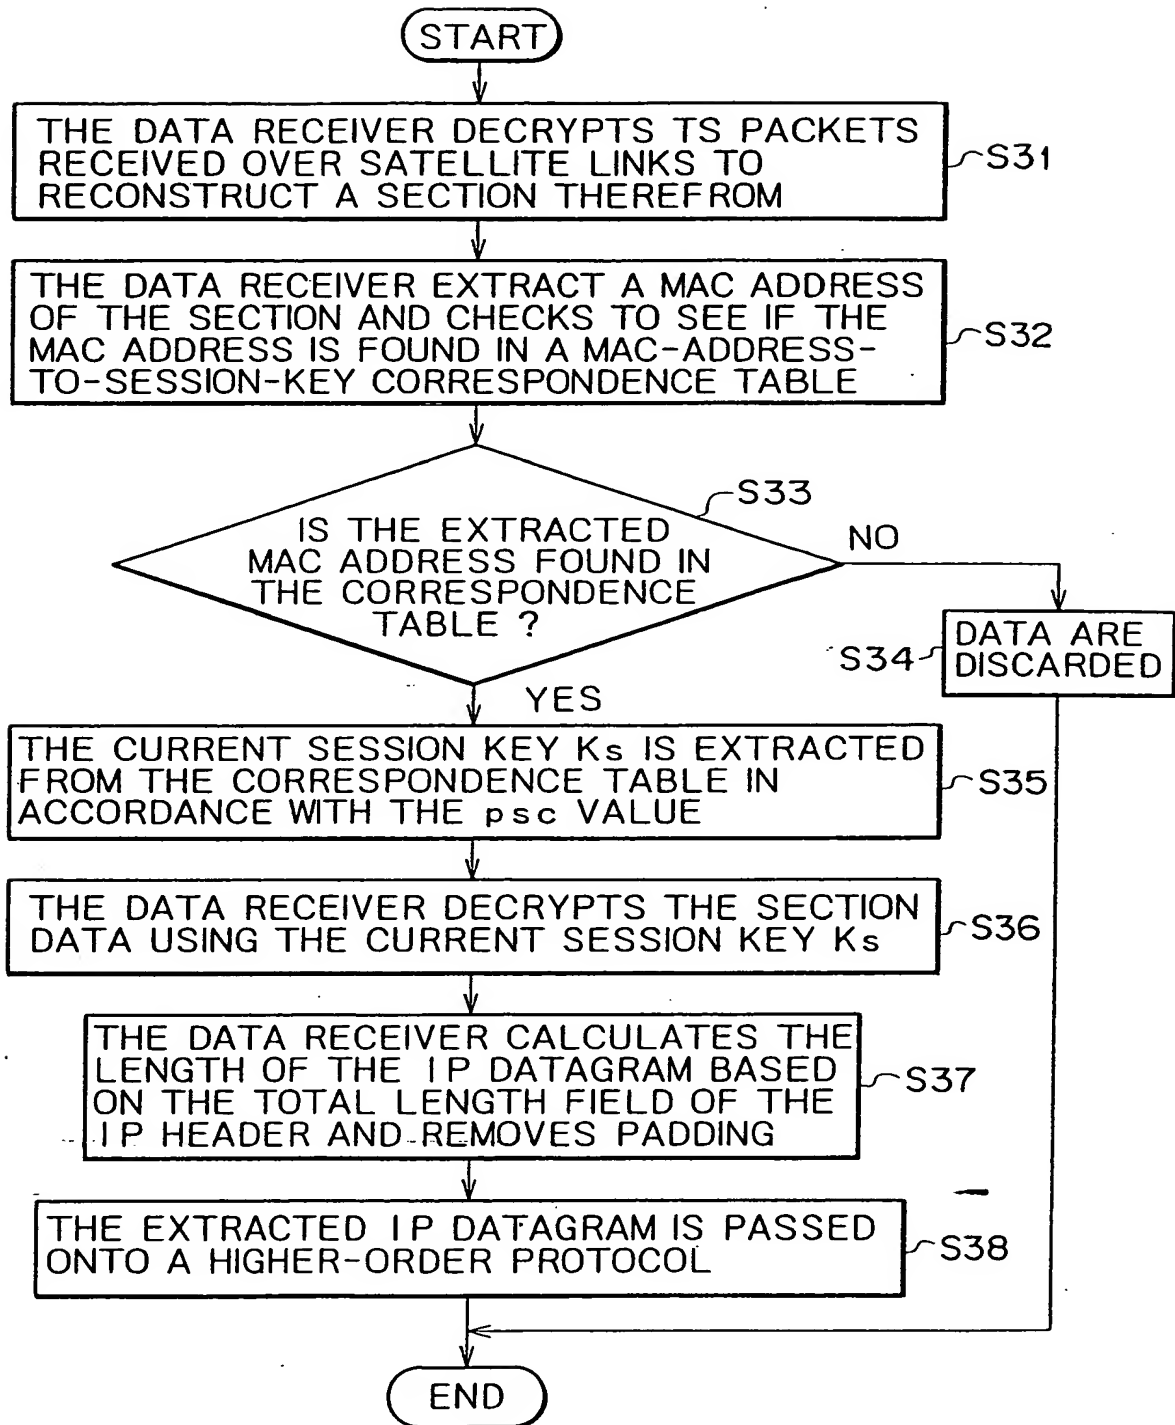 START
THE DATA RECEIVER DECRYPTS TS PACKETS
RECEIVED OVER SATELLITE LINKS TO
RECONSTRUCT A SECTION THEREFROM
S31
THE DATA RECEIVER EXTRACT A MAC ADDRESS
OF THE SECTION AND CHECKS TO SEE IF THE
MAC ADDRESS IS FOUND IN A MAC-ADDRESS-
TO-SESSION-KEY CORRESPONDENCE TABLE
S32
S33
IS THE EXTRACTED
MAC ADDRESS FOUND IN
THE CORRESPONDENCE
TABLE ?
NO
S34
DATA ARE
DISCARDED
YES
THE CURRENT SESSION KEY Ks IS EXTRACTED
FROM THE CORRESPONDENCE TABLE IN
ACCORDANCE WITH THE psc VALUE
S35
THE DATA RECEIVER DECRYPTS THE SECTION
DATA USING THE CURRENT SESSION KEY Ks
S36
THE DATA RECEIVER CALCULATES THE
LENGTH OF THE IP DATAGRAM BASED
ON THE TOTAL LENGTH FIELD OF THE
IP HEADER AND REMOVES PADDING
S37
THE EXTRACTED IP DATAGRAM IS PASSED
ONTO A HIGHER-ORDER PROTOCOL
S38
END